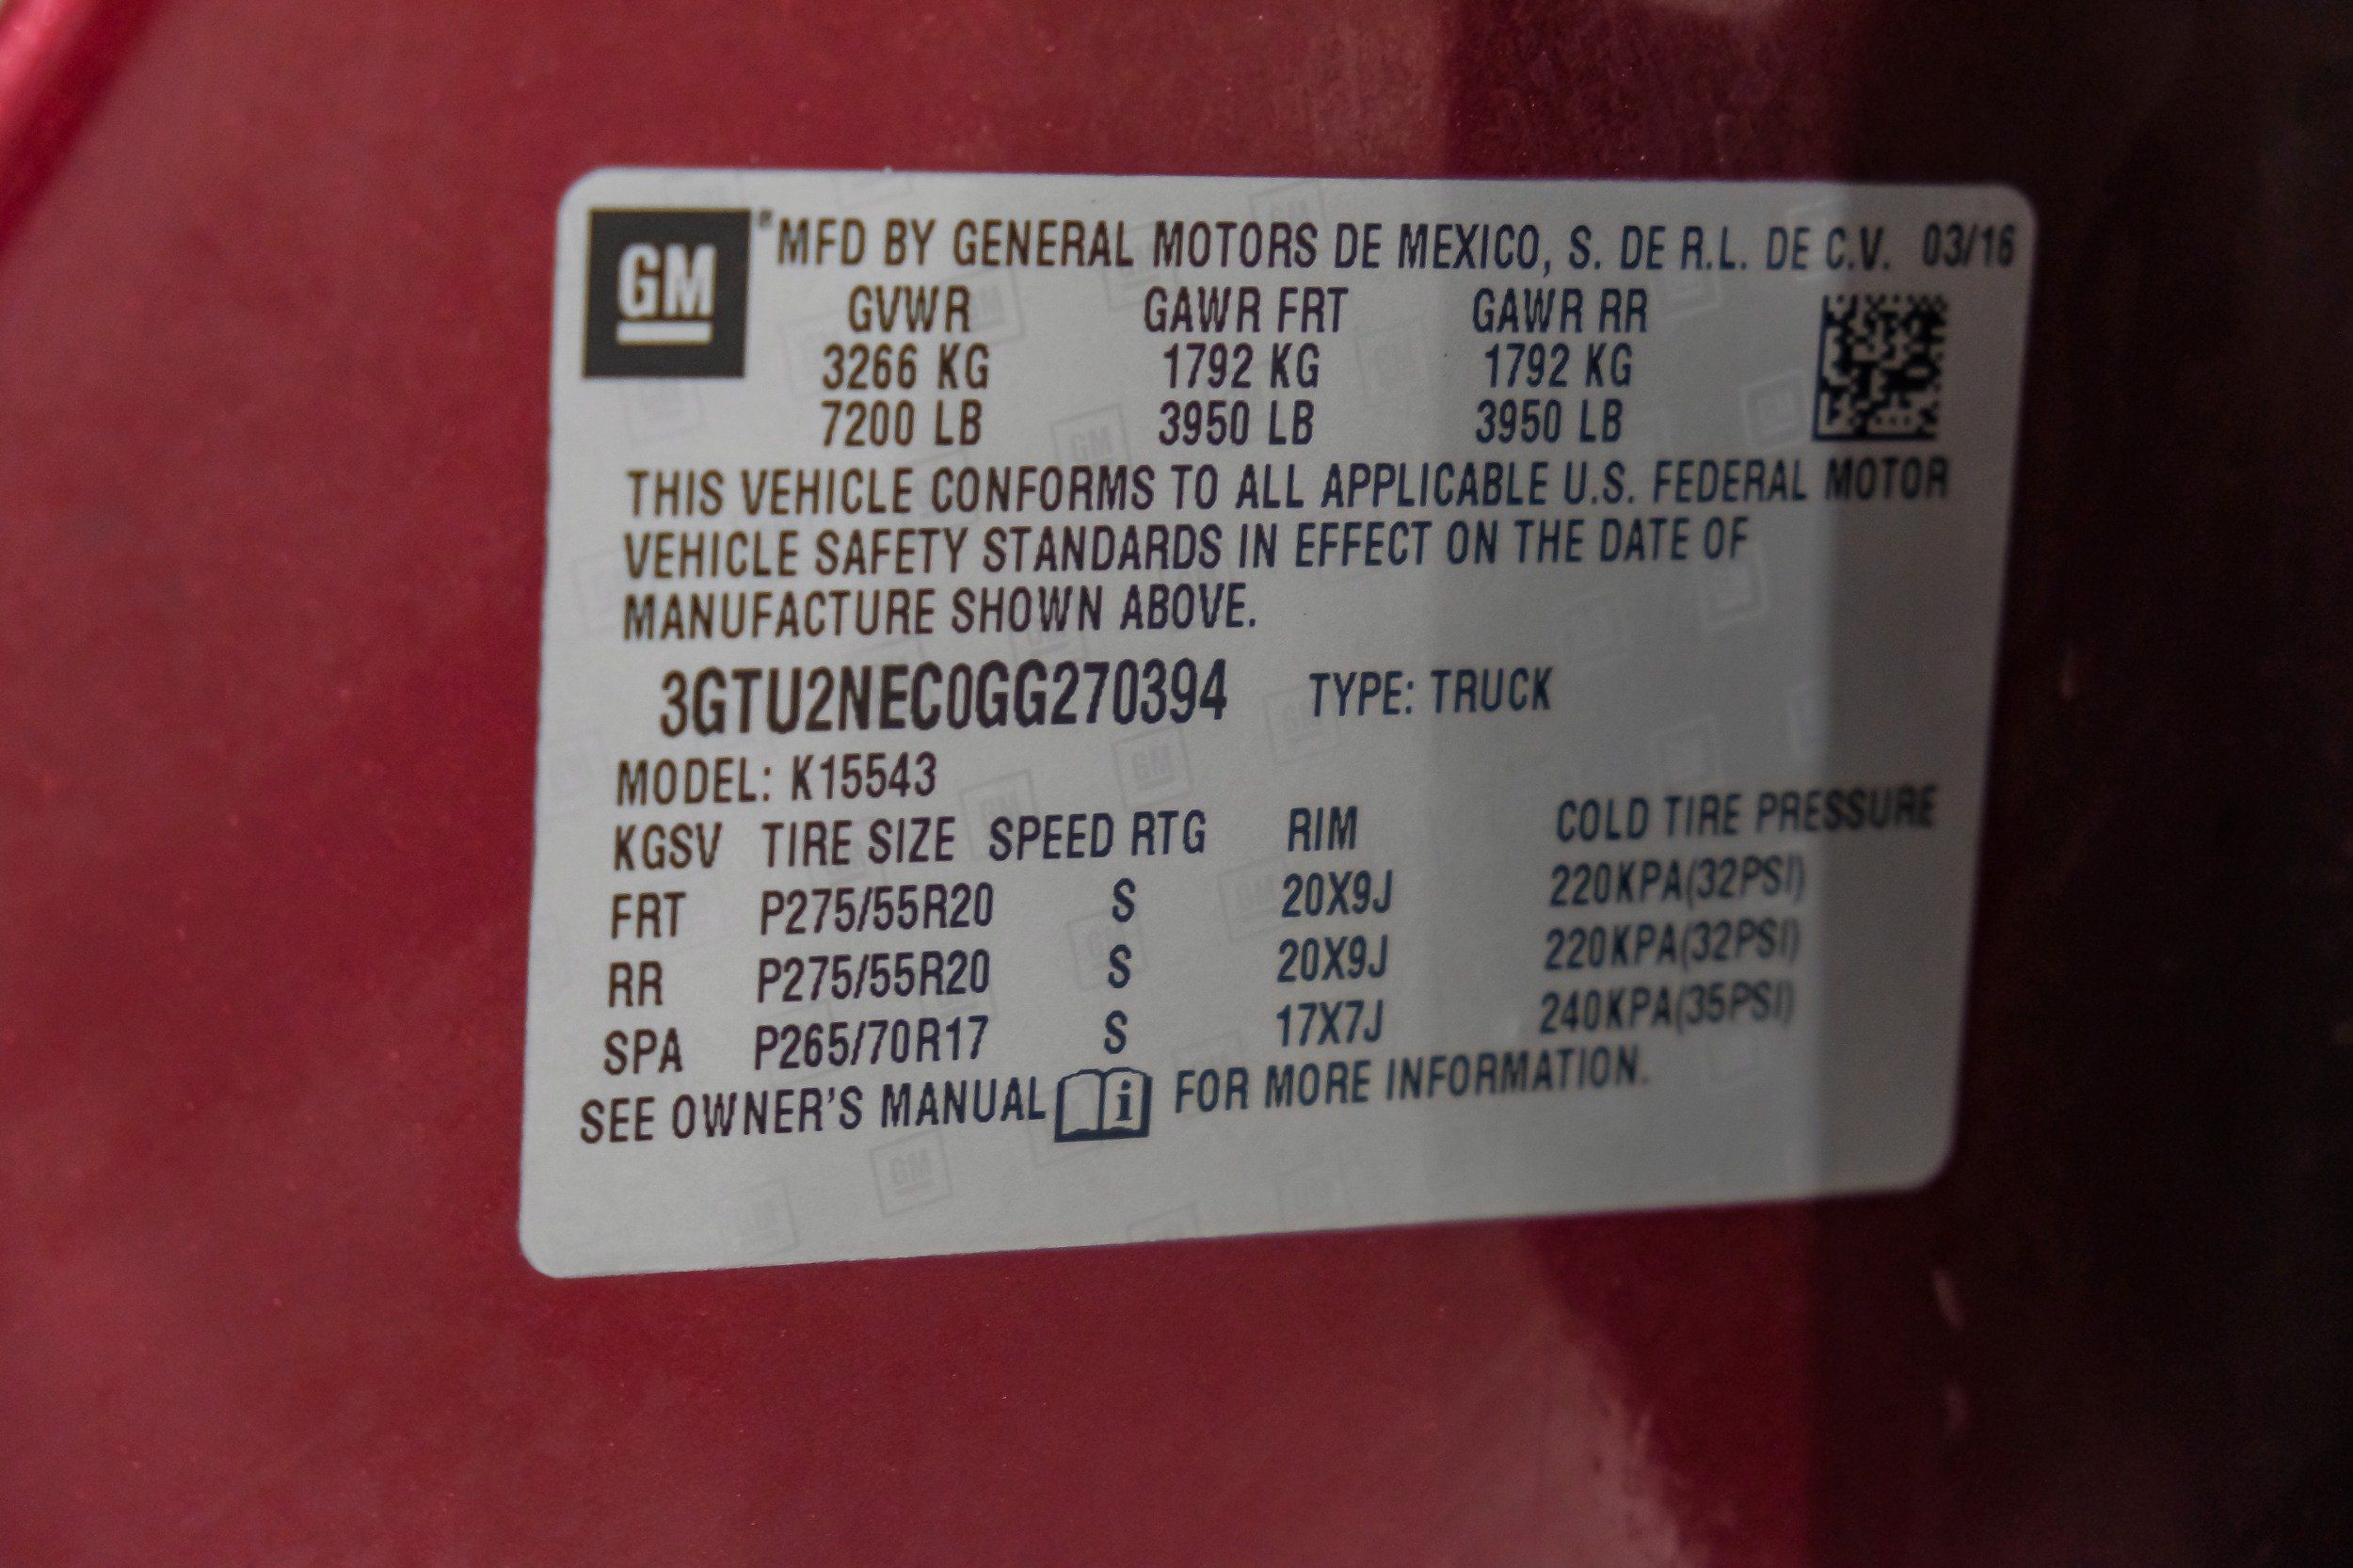 GM
MFD BY GENERAL MOTORS DE MEXICO, S. DE R.L. DE C.V. 03/16
GVWR GAWR FRT GAWR RR
3266 KG 1792 KG 1792 KG
7200 LB 3950 LB 3950 LB
THIS VEHICLE CONFORMS TO ALL APPLICABLE U.S. FEDERAL MOTOR
VEHICLE SAFETY STANDARDS IN EFFECT ON THE DATE OF
MANUFACTURE SHOWN ABOVE.
3GTU2NEC0GG270394 TYPE: TRUCK
MODEL: K15543
KGSV TIRE SIZE SPEED RTG RIM COLD TIRE PRESSURE
FRT P275/55R20 S 20X9J 220KPA(32PSI)
RR P275/55R20 S 20X9J 220KPA(32PSI)
SPA P265/70R17 S 17X7J 240KPA(35PSI)
SEE OWNER'S MANUAL i FOR MORE INFORMATION.